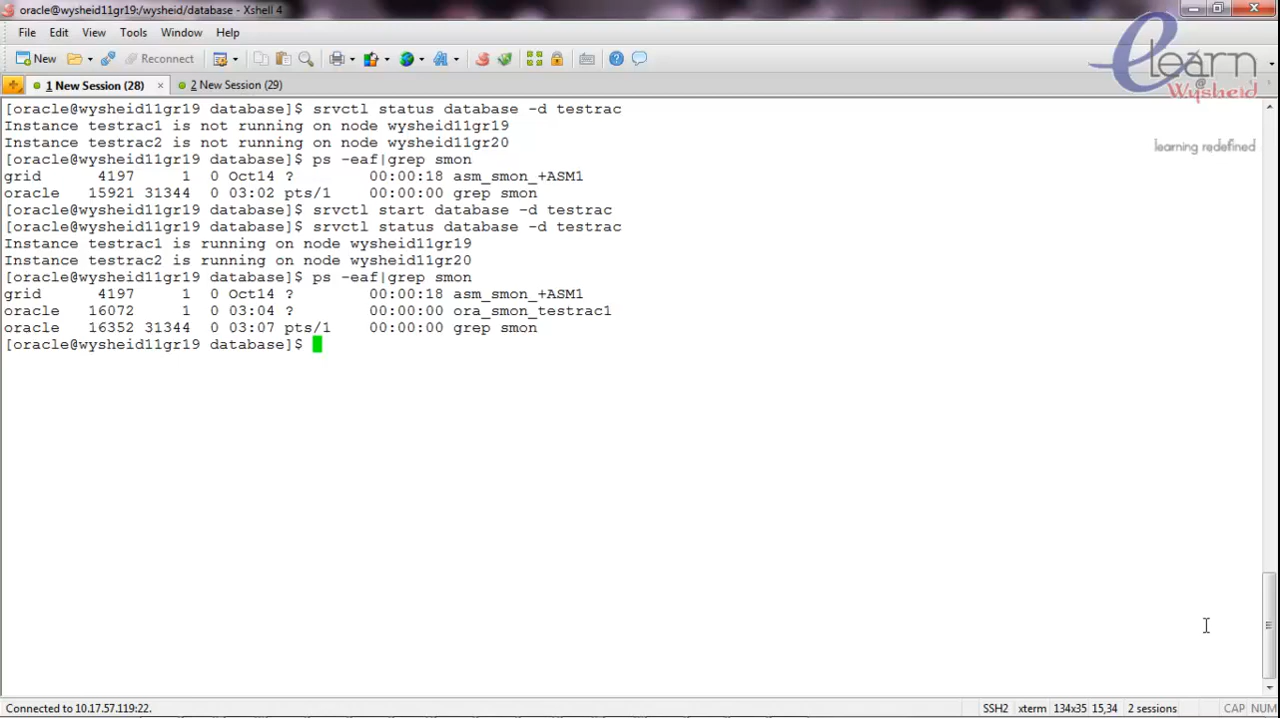 oracle@wysheid11gr19:/wysheid/database - Xshell 4
File Edit View Tools Window Help
New Reconnect
1 New Session (28) × 2 New Session (29)
eLearn
@
Wysheid
learning redefined
[oracle@wysheid11gr19 database]$ srvctl status database -d testrac
Instance testrac1 is not running on node wysheid11gr19
Instance testrac2 is not running on node wysheid11gr20
[oracle@wysheid11gr19 database]$ ps -eaf|grep smon
grid      4197     1  0 Oct14 ?        00:00:18 asm_smon_+ASM1
oracle   15921 31344  0 03:02 pts/1    00:00:00 grep smon
[oracle@wysheid11gr19 database]$ srvctl start database -d testrac
[oracle@wysheid11gr19 database]$ srvctl status database -d testrac
Instance testrac1 is running on node wysheid11gr19
Instance testrac2 is running on node wysheid11gr20
[oracle@wysheid11gr19 database]$ ps -eaf|grep smon
grid      4197     1  0 Oct14 ?        00:00:18 asm_smon_+ASM1
oracle   16072     1  0 03:04 ?        00:00:00 ora_smon_testrac1
oracle   16352 31344  0 03:07 pts/1    00:00:00 grep smon
[oracle@wysheid11gr19 database]$
Connected to 10.17.57.119:22. SSH2 xterm 134x35 15,34 2 sessions CAP NUM